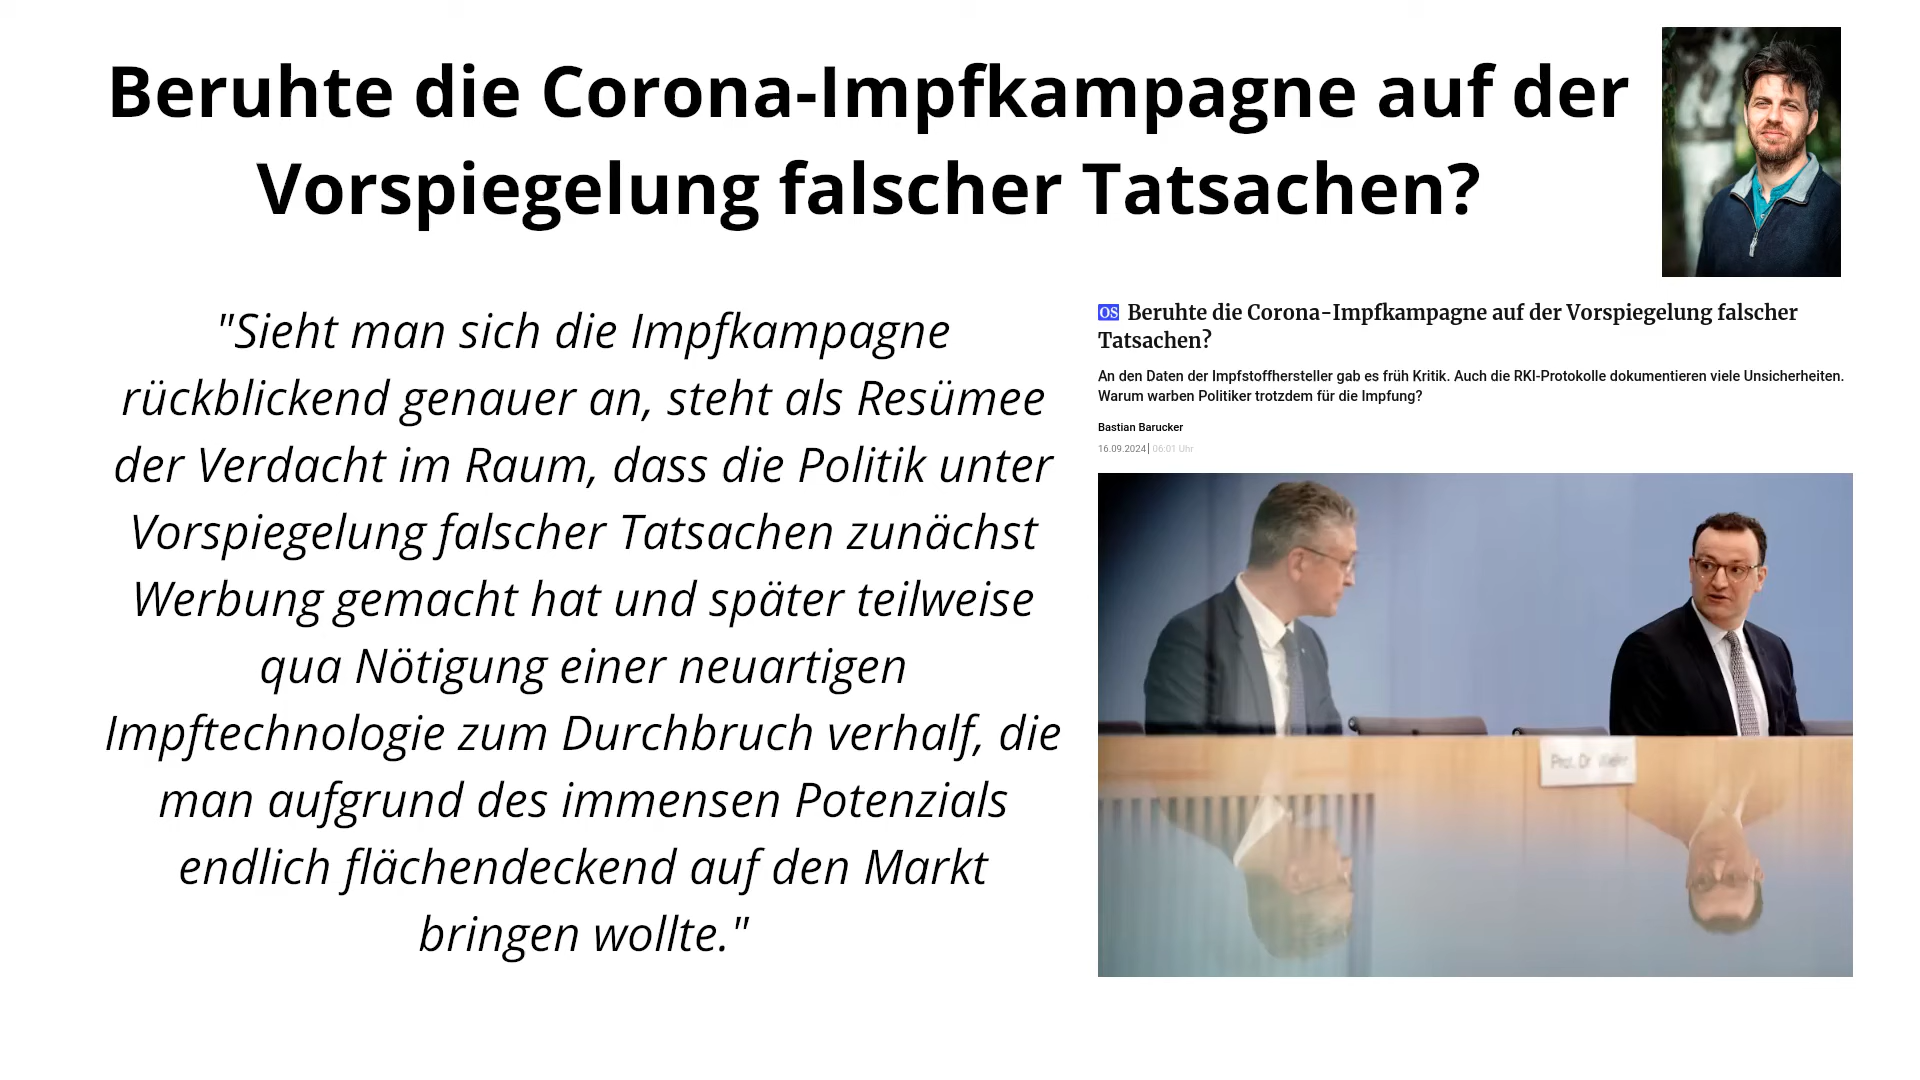 Beruhte die Corona-Impfkampagne auf der
Vorspiegelung falscher Tatsachen?
"Sieht man sich die Impfkampagne
rückblickend genauer an, steht als Resümee
der Verdacht im Raum, dass die Politik unter
Vorspiegelung falscher Tatsachen zunächst
Werbung gemacht hat und später teilweise
qua Nötigung einer neuartigen
Impftechnologie zum Durchbruch verhalf, die
man aufgrund des immensen Potenzials
endlich flächendeckend auf den Markt
bringen wollte."
OS Beruhte die Corona-Impfkampagne auf der Vorspiegelung falscher
Tatsachen?
An den Daten der Impfstoffhersteller gab es früh Kritik. Auch die RKI-Protokolle dokumentieren viele Unsicherheiten.
Warum warben Politiker trotzdem für die Impfung?
Bastian Barucker
16.09.2024| 06:01 Uhr
Prof. Dr. Wieler